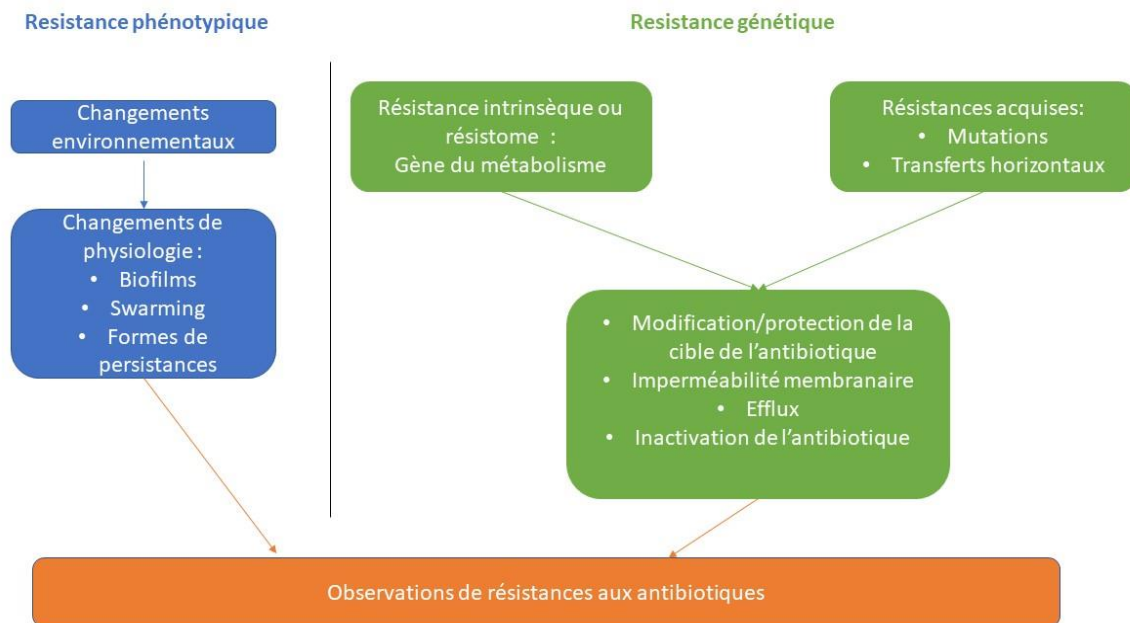 Resistance phénotypique
Resistance génétique
Changements
environnementaux
Changements de
physiologie :
• Biofilms
• Swarming
• Formes de
persistances
Résistance intrinsèque ou
résistome :
Gène du métabolisme
Résistances acquises:
• Mutations
• Transferts horizontaux
• Modification/protection de la
cible de l’antibiotique
• Imperméabilité membranaire
• Efflux
• Inactivation de l’antibiotique
Observations de résistances aux antibiotiques